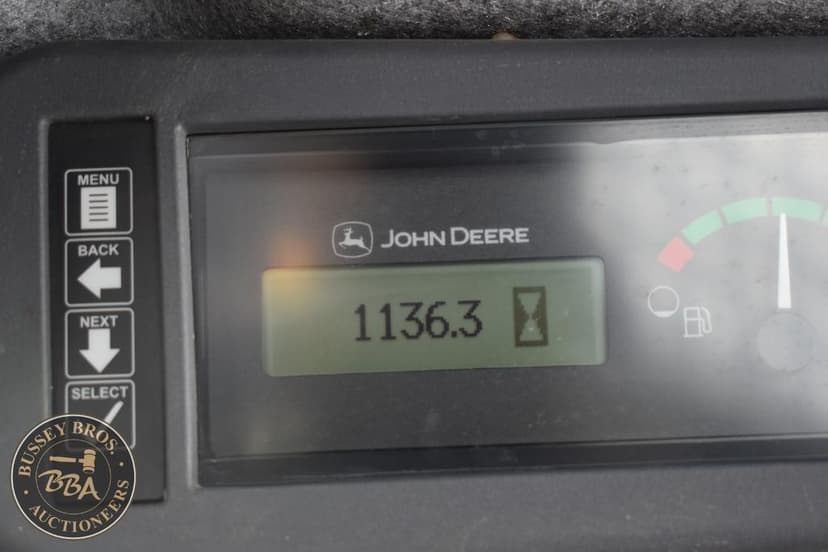 MENU
BACK
NEXT
SELECT
JOHN DEERE
1136.3
BUSSEY BROS.
BBA
AUCTIONEERS